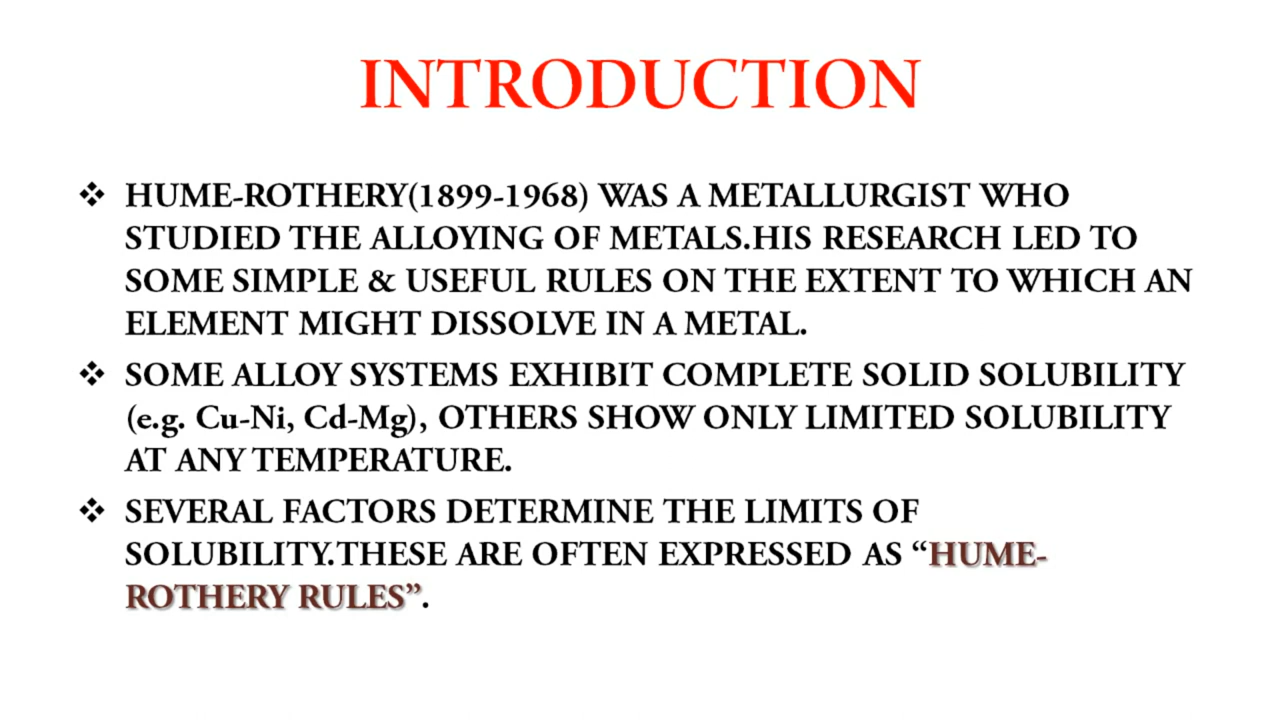 INTRODUCTION
❖ HUME-ROTHERY(1899-1968) WAS A METALLURGIST WHO
STUDIED THE ALLOYING OF METALS.HIS RESEARCH LED TO
SOME SIMPLE & USEFUL RULES ON THE EXTENT TO WHICH AN
ELEMENT MIGHT DISSOLVE IN A METAL.
❖ SOME ALLOY SYSTEMS EXHIBIT COMPLETE SOLID SOLUBILITY
(e.g. Cu-Ni, Cd-Mg), OTHERS SHOW ONLY LIMITED SOLUBILITY
AT ANY TEMPERATURE.
❖ SEVERAL FACTORS DETERMINE THE LIMITS OF
SOLUBILITY.THESE ARE OFTEN EXPRESSED AS “HUME-
ROTHERY RULES”.